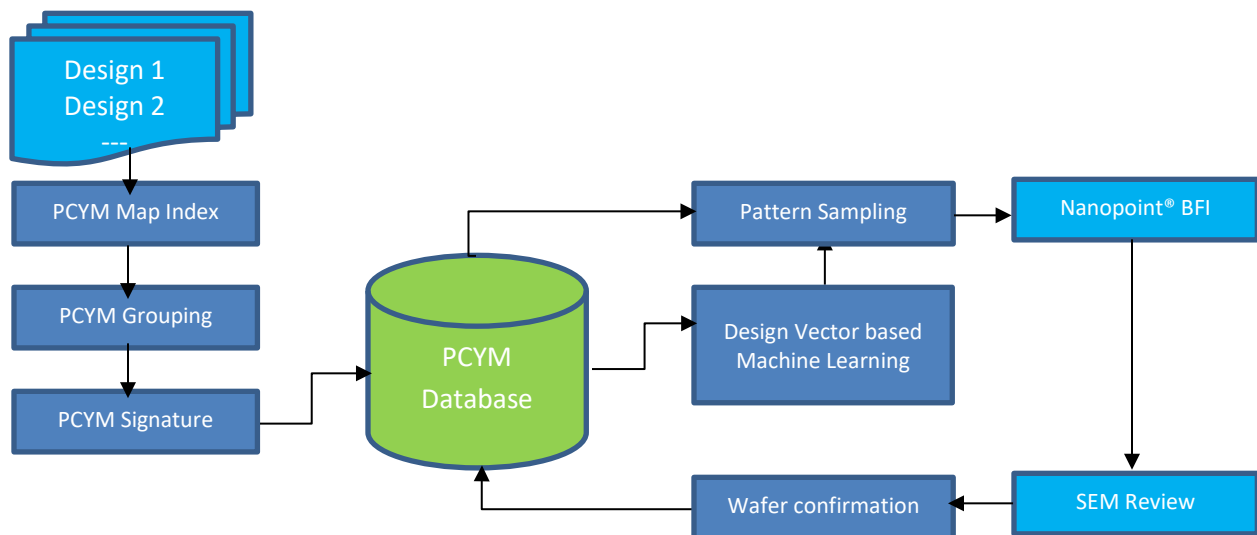 Design 1
Design 2
---
PCYM Map Index
PCYM Grouping
PCYM Signature
PCYM
Database
Pattern Sampling
Design Vector based
Machine Learning
Nanopoint® BFI
SEM Review
Wafer confirmation